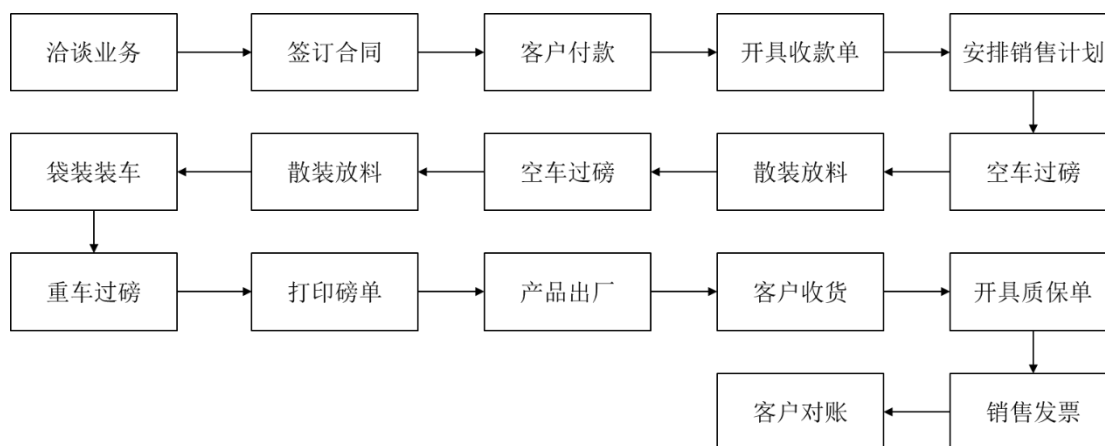 洽谈业务
签订合同
客户付款
开具收款单
安排销售计划
空车过磅
散装放料
空车过磅
散装放料
袋装装车
重车过磅
打印磅单
产品出厂
客户收货
开具质保单
销售发票
客户对账